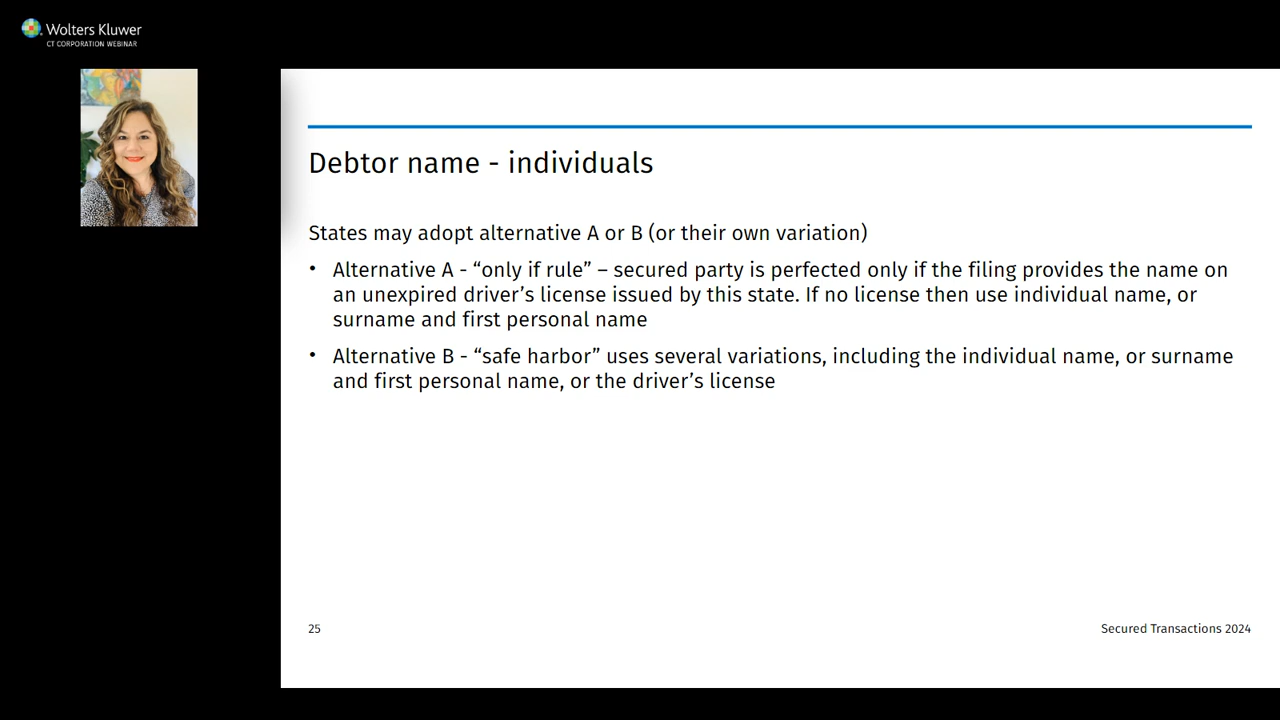 Wolters Kluwer
CT CORPORATION WEBINAR
Debtor name - individuals
States may adopt alternative A or B (or their own variation)
• Alternative A - “only if rule” – secured party is perfected only if the filing provides the name on
an unexpired driver’s license issued by this state. If no license then use individual name, or
surname and first personal name
• Alternative B - “safe harbor” uses several variations, including the individual name, or surname
and first personal name, or the driver’s license
25
Secured Transactions 2024